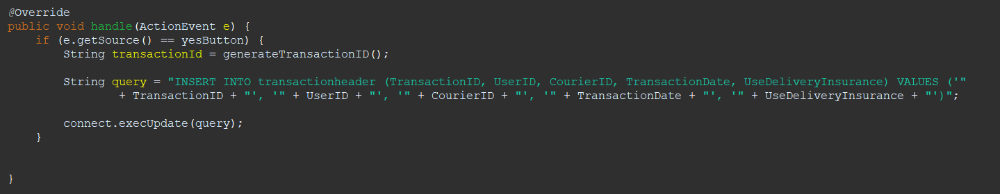 @Override
public void handle(ActionEvent e) {
if (e.getSource() == yesButton) {
String transactionId = generateTransactionID();
String query = "INSERT INTO transactionheader (TransactionID, UserID, CourierID, TransactionDate, UseDeliveryInsurance) VALUES ('"
+ TransactionID + "', '" + UserID + "', '" + CourierID + "', '" + TransactionDate + "', '" + UseDeliveryInsurance + "')";
connect.execUpdate(query);
}
}